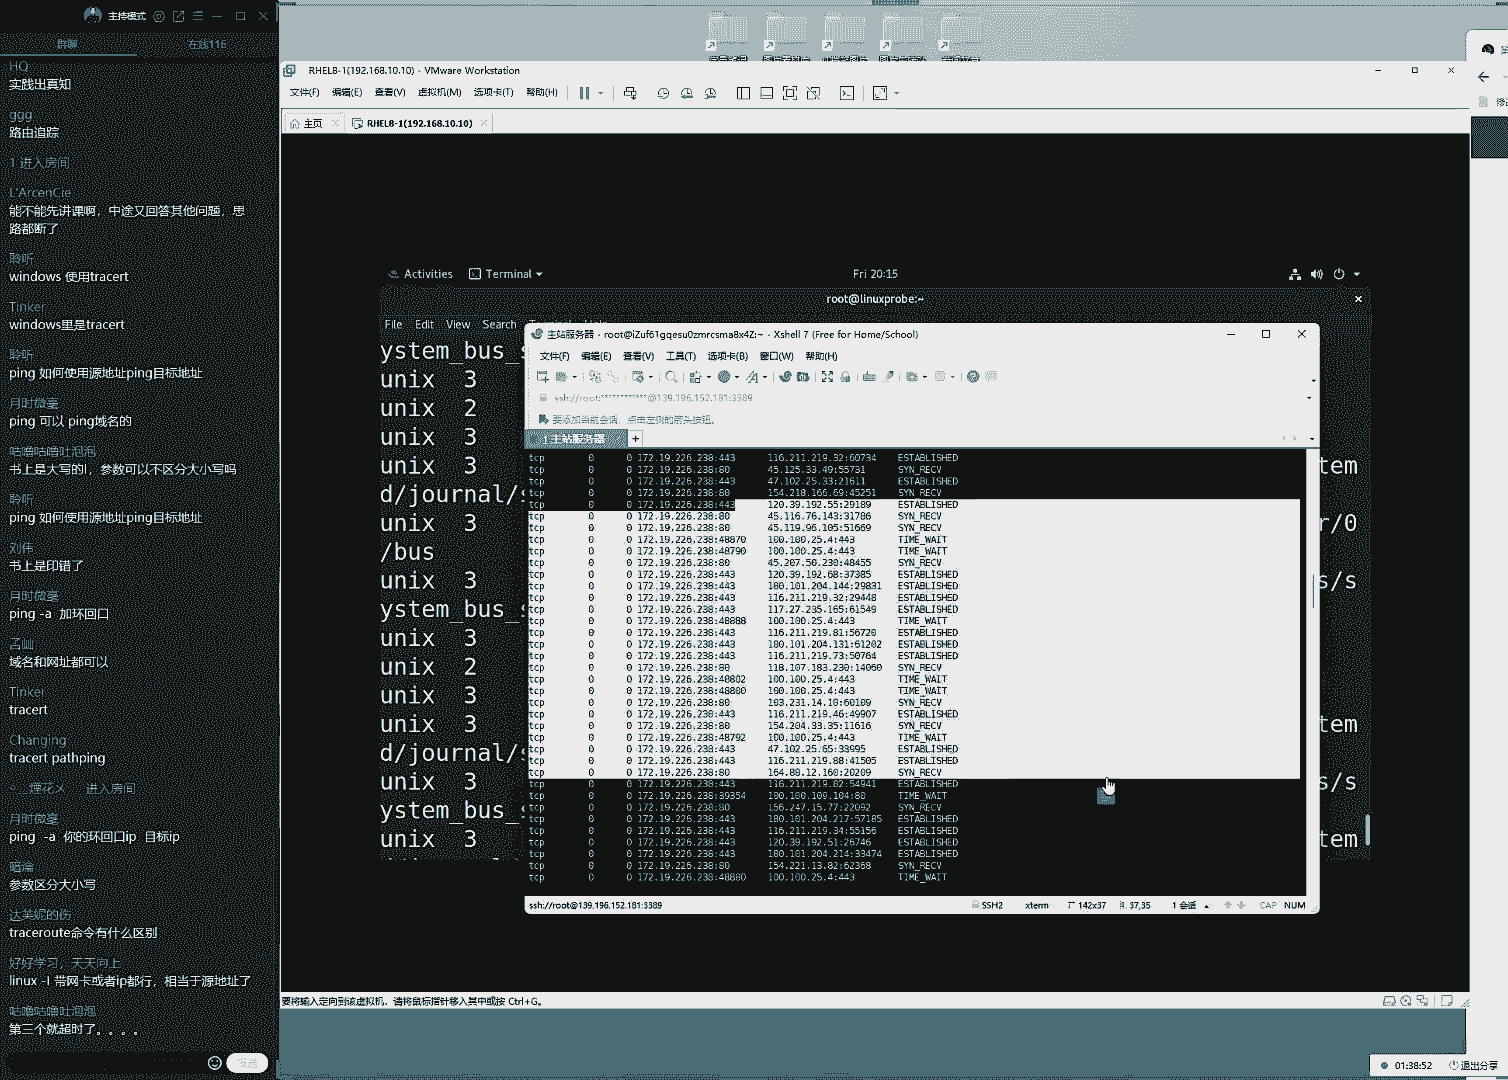 主持模式
群聊
在线116
HQ
实践出真知
ggg
路由追踪
1 进入房间
L'ArcenCie
能不能先讲课啊，中途又回答其他问题，思
路都断了
聆听
windows 使用tracert
Tinker
windows里是tracert
聆听
ping 如何使用源地址ping目标地址
月时微毫
ping 可以 ping域名的
咕噜咕噜吐泡泡
书上是大写的I，参数可以不区分大小写吗
聆听
ping 如何使用源地址ping目标地址
刘伟
书上是印错了
月时微毫
ping -a 加环回口
域名和网址都可以
Tinker
tracert
Changing
tracert pathping
进入房间
月时微毫
ping -a 你的环回口ip 目标ip
参数区分大小写
达芙妮的伤
traceroute命令有什么区别
好好学习，天天向上
linux -I 带网卡或者ip都行，相当于源地址了
咕噜咕噜吐泡泡
第三个就超时了。。。。
发送
RHEL8-1(192.168.10.10) - VMware Workstation
文件(F) 编辑(E) 查看(V) 虚拟机(M) 选项卡(T) 帮助(H)
主页
RHEL8-1(192.168.10.10)
Activities Terminal Fri 20:15
root@linuxprobe:~
File Edit View Search
ystem_bus_s
unix 3
unix 2
unix 3
unix 3 tem
d/journal/s
unix 3 r/0
/bus
unix 3 s/s
ystem_bus_s
unix 3
unix 2
unix 3
unix 3 tem
d/journal/s
unix 3 s/s
ystem_bus_s
unix 3 tem
主站服务器 - root@iZuf61gqesu0zmrcsma8x4Z:~ - Xshell 7 (Free for Home/School)
文件(F) 编辑(E) 查看(V) 工具(T) 选项卡(B) 窗口(W) 帮助(H)
ssh://root:************@139.196.152.181:3389
要添加当前会话，点击左侧的箭头按钮。
1 主站服务器
tcp 0 0 172.19.226.238:443 116.211.219.32:60734 ESTABLISHED
tcp 0 0 172.19.226.238:80 45.125.33.49:55731 SYN_RECV
tcp 0 0 172.19.226.238:443 47.102.25.33:21611 ESTABLISHED
tcp 0 0 172.19.226.238:80 154.218.166.69:45251 SYN_RECV
tcp 0 0 172.19.226.238:443 120.39.192.55:29189 ESTABLISHED
tcp 0 0 172.19.226.238:80 45.116.76.143:31786 SYN_RECV
tcp 0 0 172.19.226.238:80 45.119.96.105:51669 SYN_RECV
tcp 0 0 172.19.226.238:48870 100.100.25.4:443 TIME_WAIT
tcp 0 0 172.19.226.238:48790 100.100.25.4:443 TIME_WAIT
tcp 0 0 172.19.226.238:80 45.207.56.230:48455 SYN_RECV
tcp 0 0 172.19.226.238:443 120.39.192.68:37385 ESTABLISHED
tcp 0 0 172.19.226.238:443 180.101.204.144:29831 ESTABLISHED
tcp 0 0 172.19.226.238:443 116.211.219.32:29448 ESTABLISHED
tcp 0 0 172.19.226.238:443 117.27.235.165:61549 ESTABLISHED
tcp 0 0 172.19.226.238:48888 100.100.25.4:443 TIME_WAIT
tcp 0 0 172.19.226.238:443 116.211.219.81:56720 ESTABLISHED
tcp 0 0 172.19.226.238:443 180.101.204.131:61202 ESTABLISHED
tcp 0 0 172.19.226.238:443 116.211.219.73:50764 ESTABLISHED
tcp 0 0 172.19.226.238:80 118.107.183.230:14060 SYN_RECV
tcp 0 0 172.19.226.238:48802 100.100.25.4:443 TIME_WAIT
tcp 0 0 172.19.226.238:48800 100.100.25.4:443 TIME_WAIT
tcp 0 0 172.19.226.238:80 103.231.14.10:60109 SYN_RECV
tcp 0 0 172.19.226.238:443 116.211.219.46:49907 ESTABLISHED
tcp 0 0 172.19.226.238:80 154.204.33.35:11616 SYN_RECV
tcp 0 0 172.19.226.238:48792 100.100.25.4:443 TIME_WAIT
tcp 0 0 172.19.226.238:443 47.102.25.65:33995 ESTABLISHED
tcp 0 0 172.19.226.238:443 116.211.219.88:41505 ESTABLISHED
tcp 0 0 172.19.226.238:80 164.88.12.160:20209 SYN_RECV
tcp 0 0 172.19.226.238:443 116.211.219.82:54941 ESTABLISHED
tcp 0 0 172.19.226.238:39354 100.100.109.104:80 TIME_WAIT
tcp 0 0 172.19.226.238:80 156.247.15.77:22092 SYN_RECV
tcp 0 0 172.19.226.238:443 180.101.204.217:57185 ESTABLISHED
tcp 0 0 172.19.226.238:443 116.211.219.34:55156 ESTABLISHED
tcp 0 0 172.19.226.238:443 120.39.192.51:26746 ESTABLISHED
tcp 0 0 172.19.226.238:443 180.101.204.214:33474 ESTABLISHED
tcp 0 0 172.19.226.238:80 154.221.13.82:62368 SYN_RECV
tcp 0 0 172.19.226.238:48880 100.100.25.4:443 TIME_WAIT
ssh://root@139.196.152.181:3389 SSH2 xterm 142x37 37,35 1 会话 CAP NUM
要将输入定向到该虚拟机，请将鼠标指针移入其中或按 Ctrl+G。
01:38:52 退出分享